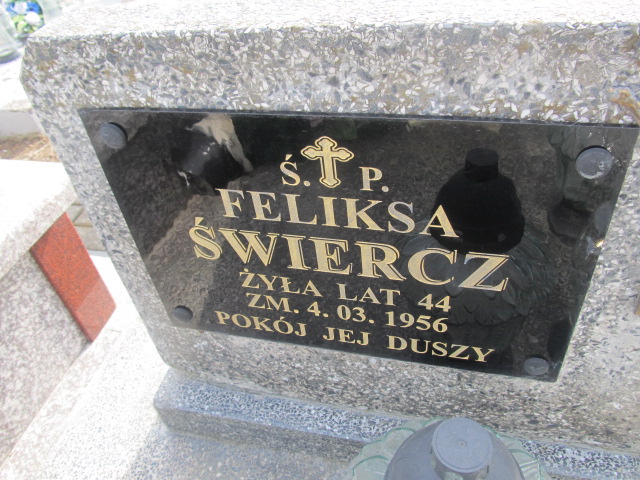 Ś. P.
FELIKSA
ŚWIERCZ
ŻYŁA LAT 44
ZM. 4. 03. 1956
POKÓJ JEJ DUSZY